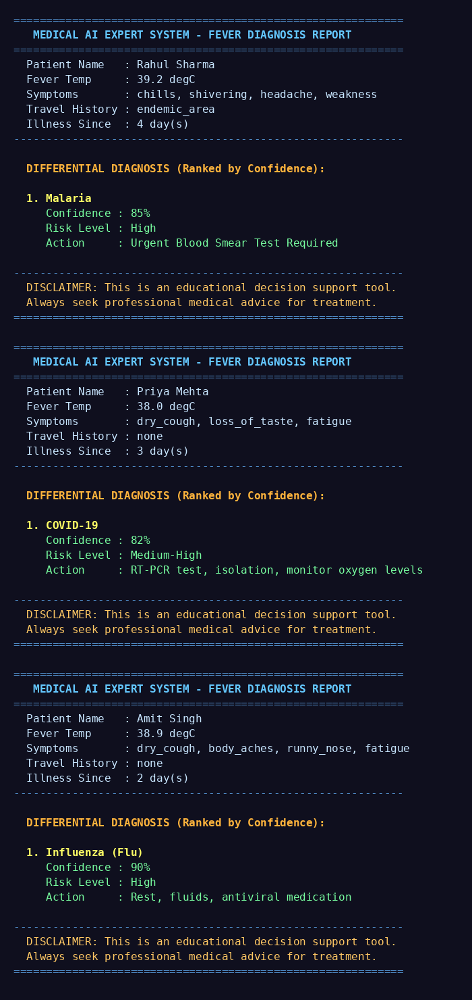 ============================================================
MEDICAL AI EXPERT SYSTEM - FEVER DIAGNOSIS REPORT
============================================================
Patient Name   : Rahul Sharma
Fever Temp     : 39.2 degC
Symptoms       : chills, shivering, headache, weakness
Travel History : endemic_area
Illness Since  : 4 day(s)
------------------------------------------------------------
DIFFERENTIAL DIAGNOSIS (Ranked by Confidence):
1. Malaria
Confidence : 85%
Risk Level : High
Action     : Urgent Blood Smear Test Required
------------------------------------------------------------
DISCLAIMER: This is an educational decision support tool.
Always seek professional medical advice for treatment.
============================================================
============================================================
MEDICAL AI EXPERT SYSTEM - FEVER DIAGNOSIS REPORT
============================================================
Patient Name   : Priya Mehta
Fever Temp     : 38.0 degC
Symptoms       : dry_cough, loss_of_taste, fatigue
Travel History : none
Illness Since  : 3 day(s)
------------------------------------------------------------
DIFFERENTIAL DIAGNOSIS (Ranked by Confidence):
1. COVID-19
Confidence : 82%
Risk Level : Medium-High
Action     : RT-PCR test, isolation, monitor oxygen levels
------------------------------------------------------------
DISCLAIMER: This is an educational decision support tool.
Always seek professional medical advice for treatment.
============================================================
============================================================
MEDICAL AI EXPERT SYSTEM - FEVER DIAGNOSIS REPORT
============================================================
Patient Name   : Amit Singh
Fever Temp     : 38.9 degC
Symptoms       : dry_cough, body_aches, runny_nose, fatigue
Travel History : none
Illness Since  : 2 day(s)
------------------------------------------------------------
DIFFERENTIAL DIAGNOSIS (Ranked by Confidence):
1. Influenza (Flu)
Confidence : 90%
Risk Level : High
Action     : Rest, fluids, antiviral medication
------------------------------------------------------------
DISCLAIMER: This is an educational decision support tool.
Always seek professional medical advice for treatment.
============================================================